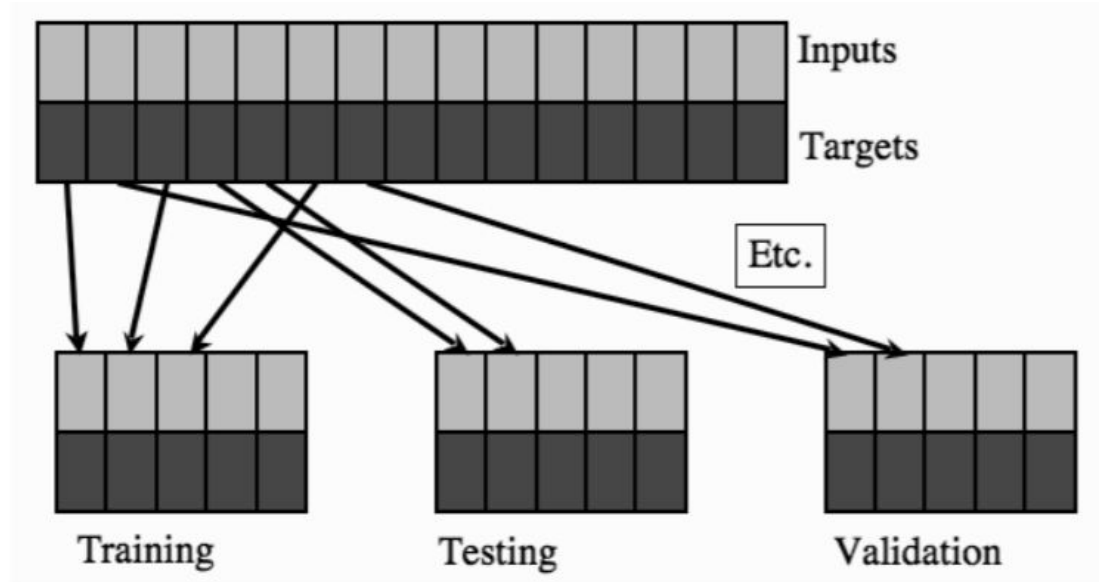 Inputs
Targets
Etc.
Training
Testing
Validation